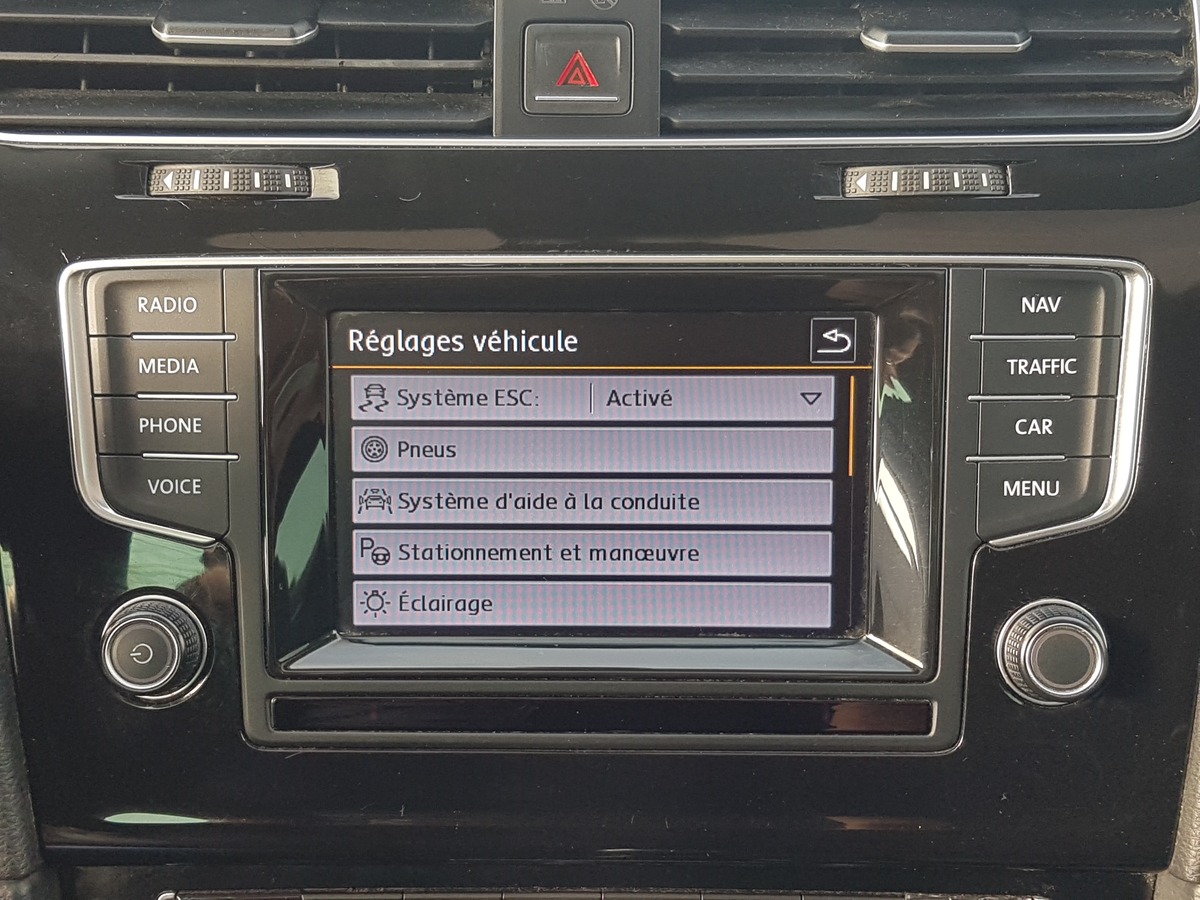 RADIO
MEDIA
PHONE
VOICE
Réglages véhicule
Système ESC: Activé
Pneus
Système d'aide à la conduite
P Stationnement et manœuvre
Éclairage
NAV
TRAFFIC
CAR
MENU